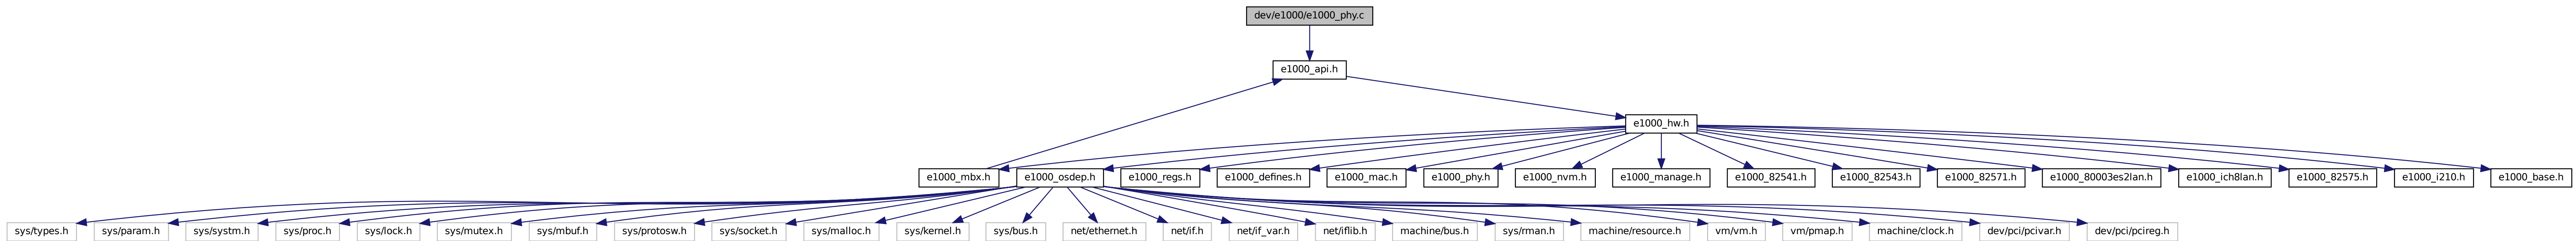 dev/e1000/e1000_phy.c
e1000_api.h
e1000_hw.h
e1000_mbx.h
e1000_osdep.h
e1000_regs.h
e1000_defines.h
e1000_mac.h
e1000_phy.h
e1000_nvm.h
e1000_manage.h
e1000_82541.h
e1000_82543.h
e1000_82571.h
e1000_80003es2lan.h
e1000_ich8lan.h
e1000_82575.h
e1000_i210.h
e1000_base.h
sys/types.h
sys/param.h
sys/systm.h
sys/proc.h
sys/lock.h
sys/mutex.h
sys/mbuf.h
sys/protosw.h
sys/socket.h
sys/malloc.h
sys/kernel.h
sys/bus.h
net/ethernet.h
net/if.h
net/if_var.h
net/iflib.h
machine/bus.h
sys/rman.h
machine/resource.h
vm/vm.h
vm/pmap.h
machine/clock.h
dev/pci/pcivar.h
dev/pci/pcireg.h